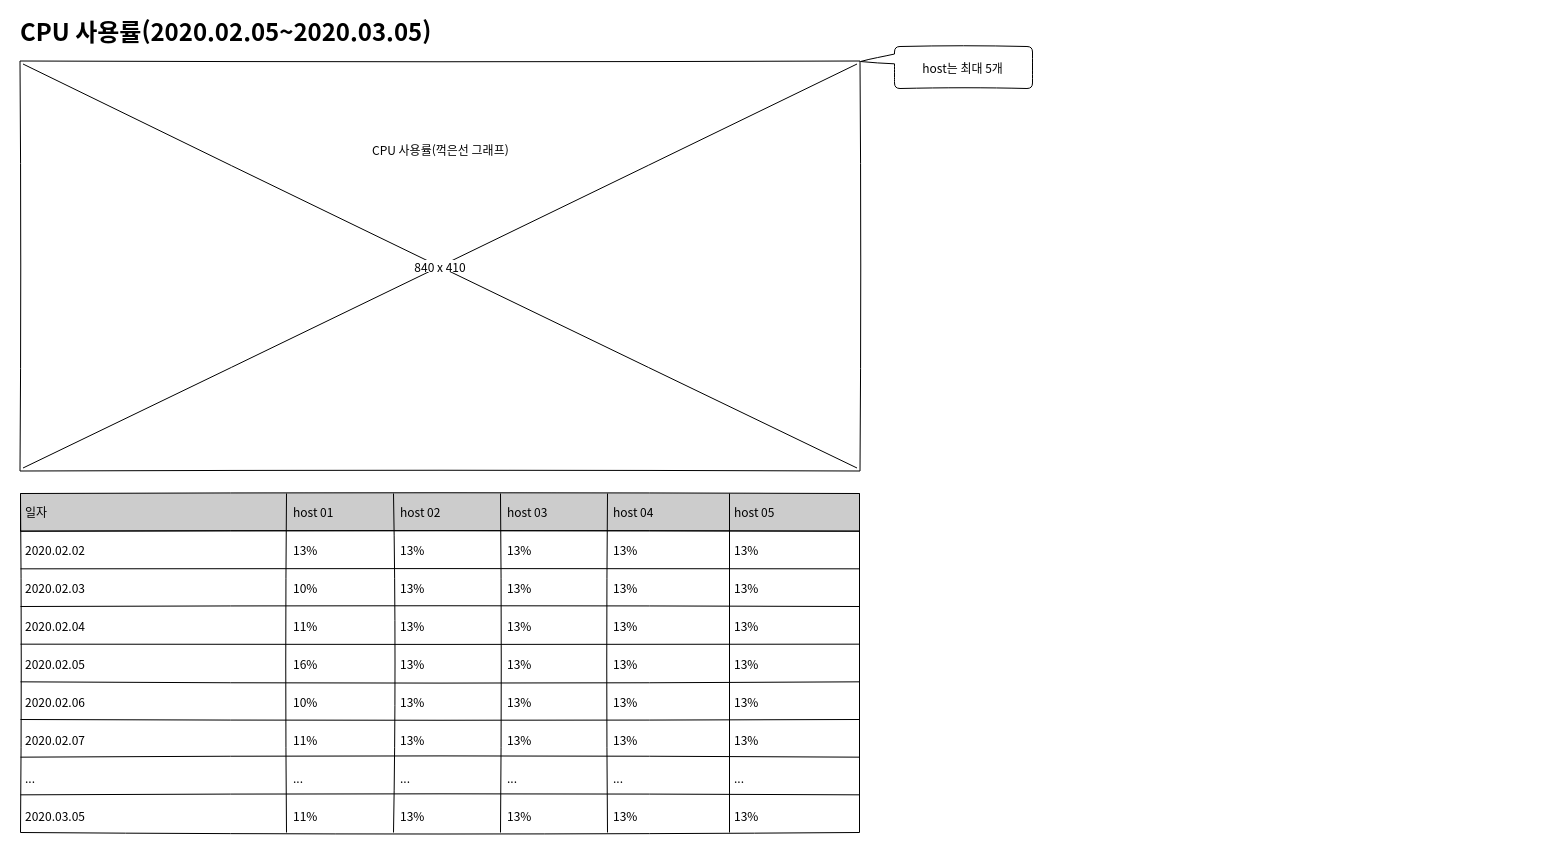 CPU 사용률(2020.02.05~2020.03.05)
host는 최대 5개
CPU 사용률(꺽은선 그래프)
840 x 410
일자 host 01 host 02 host 03 host 04 host 05
2020.02.02 13% 13% 13% 13% 13%
2020.02.03 10% 13% 13% 13% 13%
2020.02.04 11% 13% 13% 13% 13%
2020.02.05 16% 13% 13% 13% 13%
2020.02.06 10% 13% 13% 13% 13%
2020.02.07 11% 13% 13% 13% 13%
... ... ... ... ... ...
2020.03.05 11% 13% 13% 13% 13%